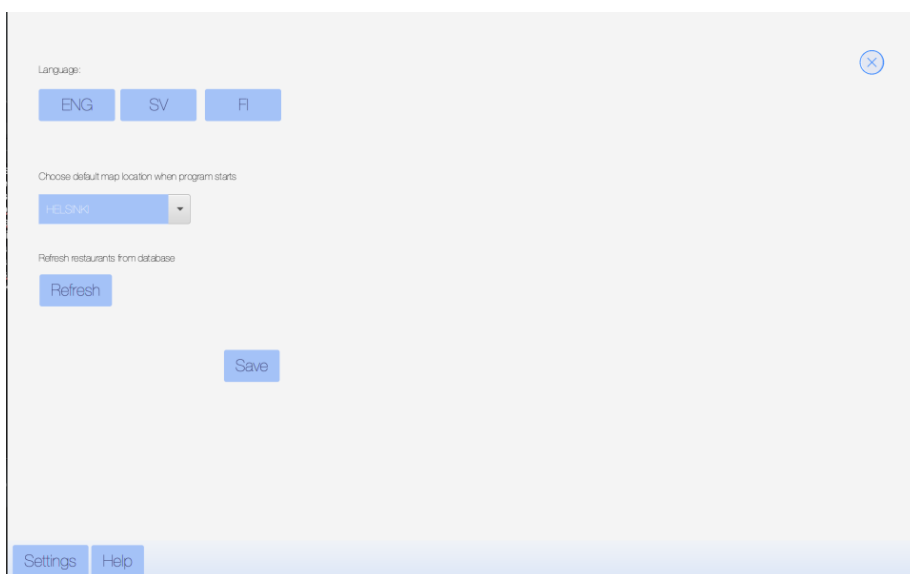 Language:
ENG SV FI
Choose default map location when program starts
HELSINKI
Refresh restaurants from database
Refresh
Save
Settings Help